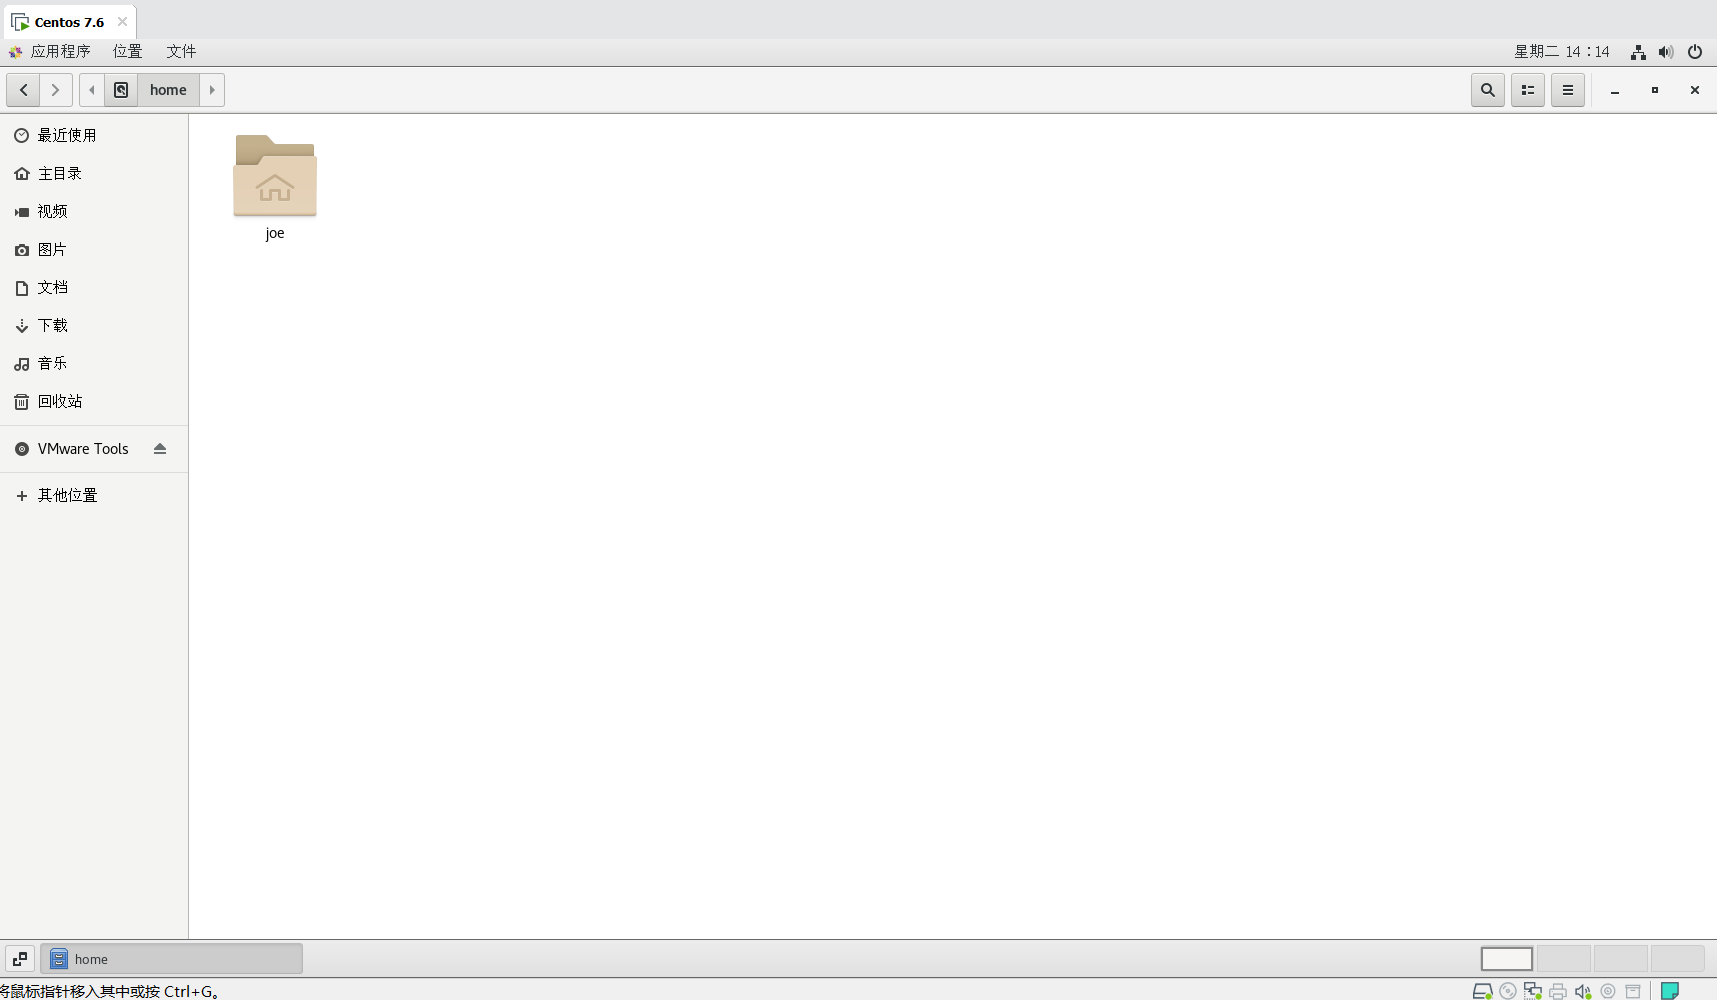 Centos 7.6
应用程序 位置 文件 星期二 14：14
home
最近使用
主目录
视频
图片
文档
下载
音乐
回收站
VMware Tools
其他位置
joe
home
将鼠标指针移入其中或按 Ctrl+G。